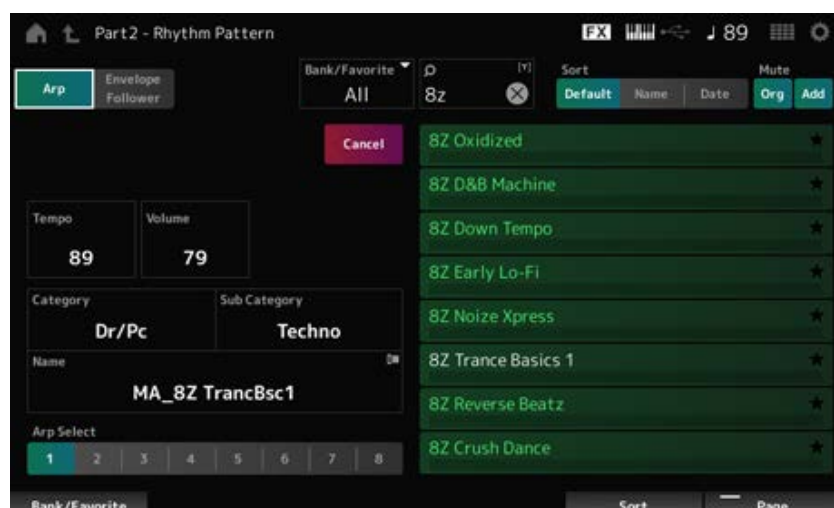 Part2 - Rhythm Pattern
FX
♩ 89
Arp
Envelope
Follower
Bank/Favorite
All
8z
[Y]
Sort
Default Name Date
Mute
Org Add
Cancel
Tempo
89
Volume
79
Category
Dr/Pc
Sub Category
Techno
Name
MA_8Z TrancBsc1
Arp Select
1 2 3 4 5 6 7 8
8Z Oxidized
8Z D&B Machine
8Z Down Tempo
8Z Early Lo-Fi
8Z Noize Xpress
8Z Trance Basics 1
8Z Reverse Beatz
8Z Crush Dance
Bank/Favorite
Sort
Page